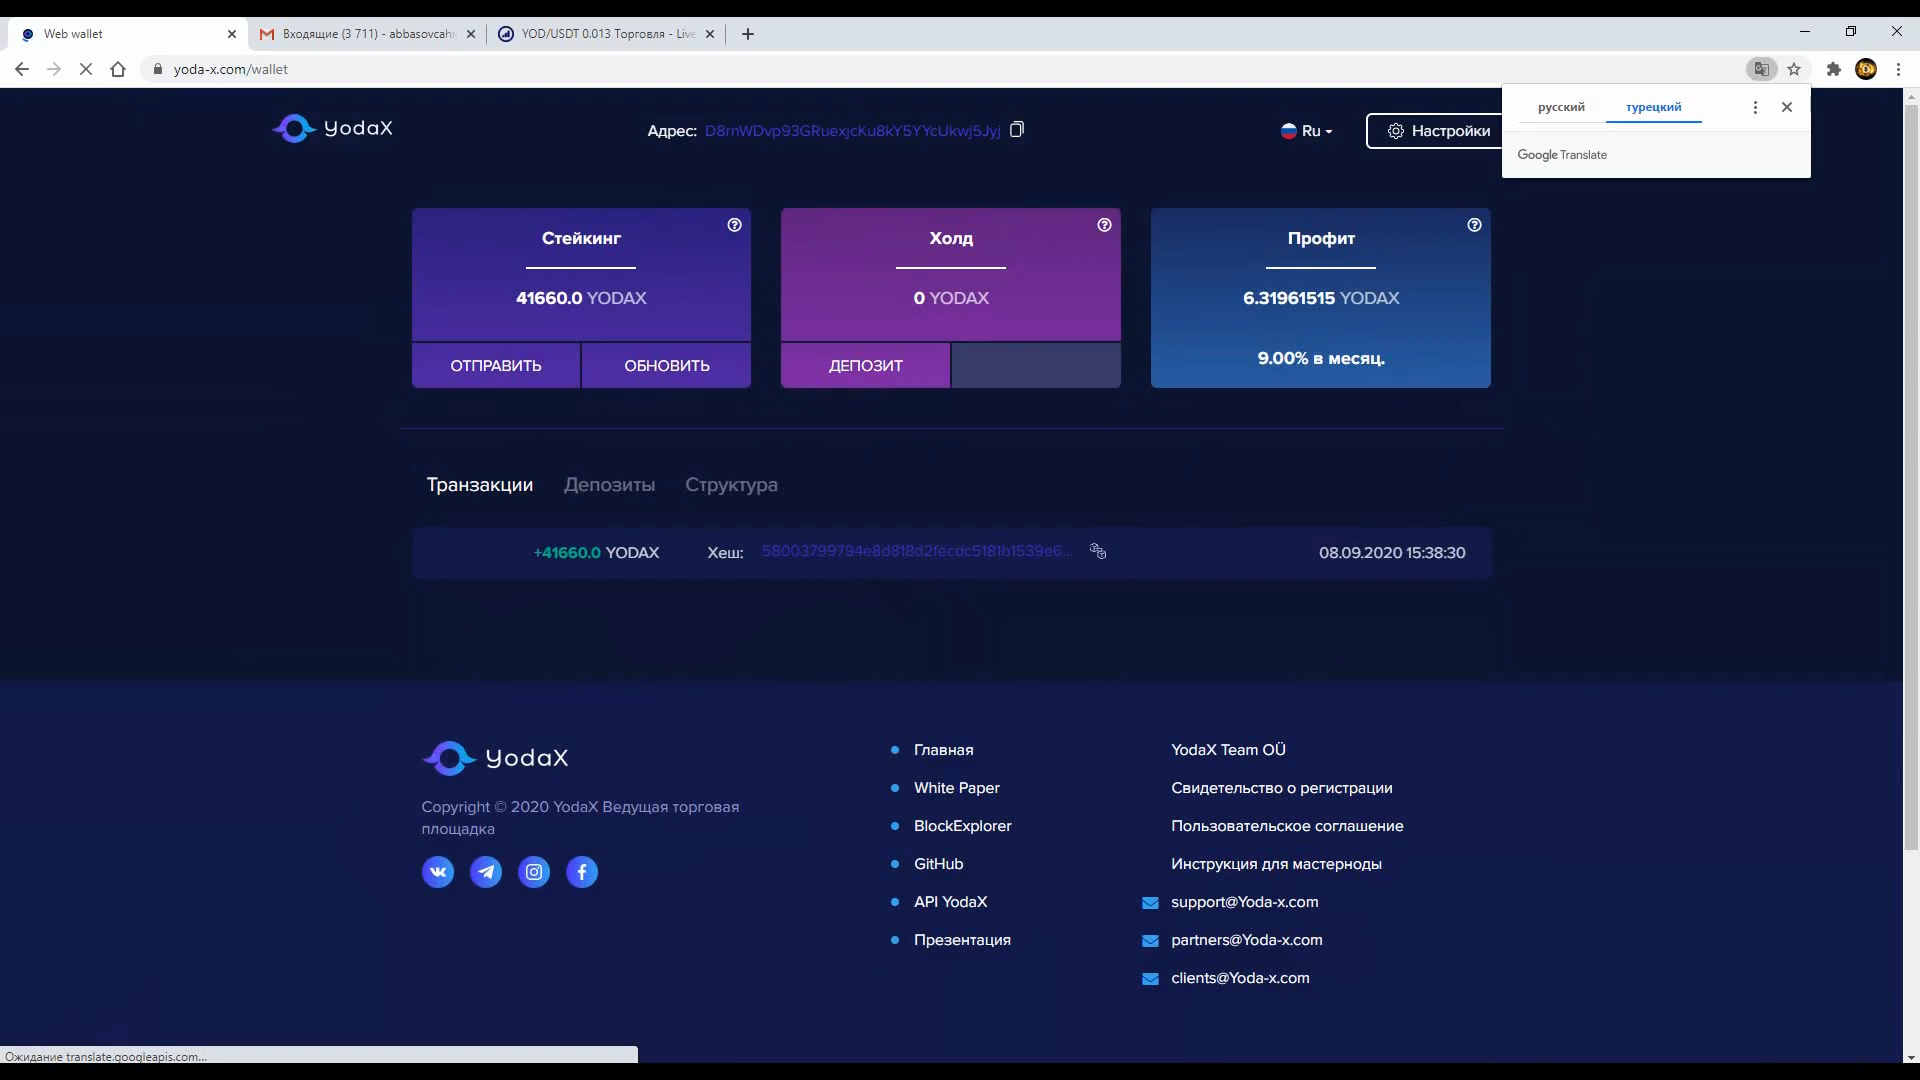 Web wallet
Входящие (3 711) - abbasovcah
YOD/USDT 0.013 Торговля - Live
yoda-x.com/wallet
русский
турецкий
Google Translate
YodaX
Адрес: D8rnWDvp93GRuexjcKu8kY5YYcUkwj5Jyj
Ru
Настройки
Стейкинг
41660.0 YODAX
ОТПРАВИТЬ
ОБНОВИТЬ
Холд
0 YODAX
ДЕПОЗИТ
Профит
6.31961515 YODAX
9.00% в месяц.
Транзакции
Депозиты
Структура
+41660.0 YODAX
Хеш: 58003799794e8d818d2fecdc5181b1539e6...
08.09.2020 15:38:30
YodaX
Copyright © 2020 YodaX Ведущая торговая
площадка
Главная
White Paper
BlockExplorer
GitHub
API YodaX
Презентация
YodaX Team OÜ
Свидетельство о регистрации
Пользовательское соглашение
Инструкция для мастерноды
support@Yoda-x.com
partners@Yoda-x.com
clients@Yoda-x.com
Ожидание translate.googleapis.com...